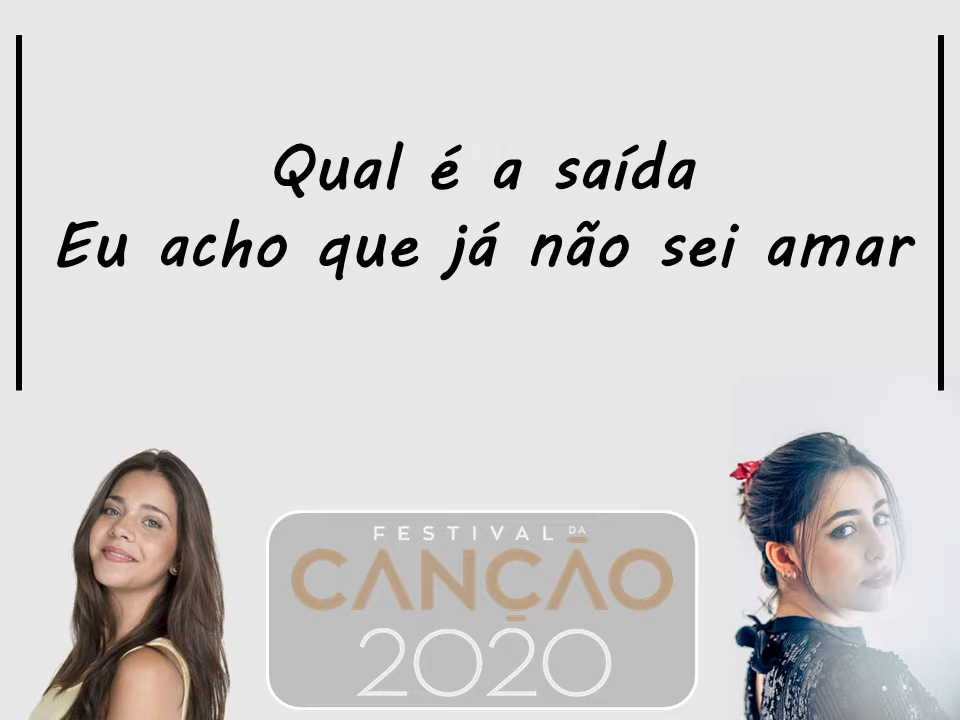 Qual é a saída
Eu acho que já não sei amar
FESTIVAL DA
CANÇÃO
2020